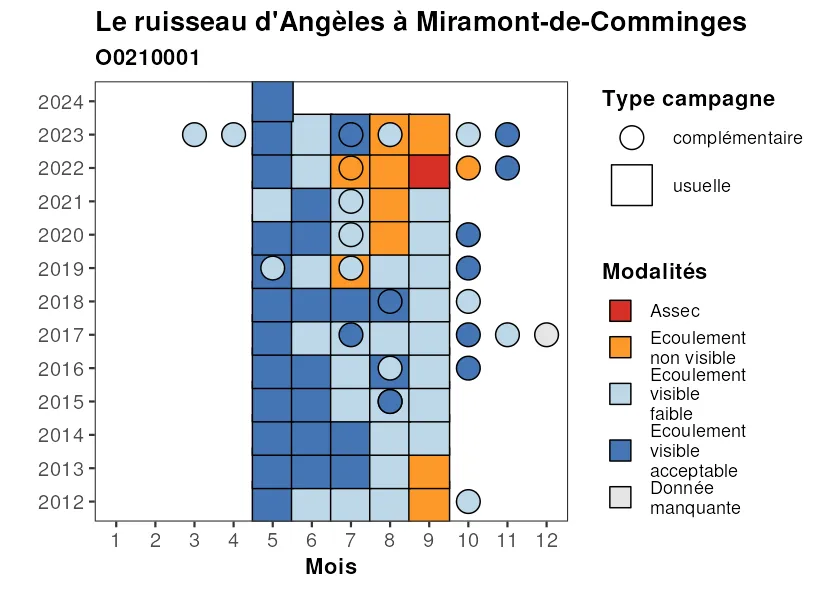 Le ruisseau d'Angèles à Miramont-de-Comminges
O0210001
2024
2023
2022
2021
2020
2019
2018
2017
2016
2015
2014
2013
2012
1 2 3 4 5 6 7 8 9 10 11 12
Mois
Type campagne
complémentaire
usuelle
Modalités
Assec
Ecoulement
non visible
Ecoulement
visible
faible
Ecoulement
visible
acceptable
Donnée
manquante